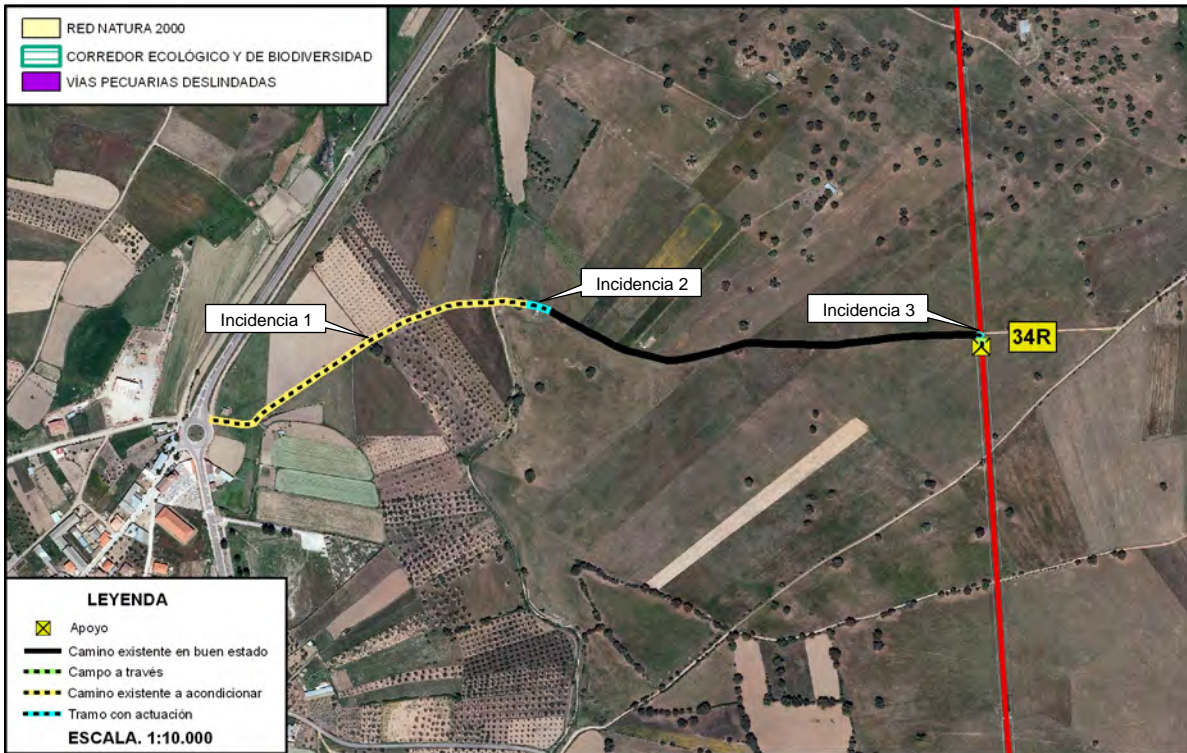 RED NATURA 2000
CORREDOR ECOLÓGICO Y DE BIODIVERSIDAD
VÍAS PECUARIAS DESLINDADAS
Incidencia 2
Incidencia 3
Incidencia 1
34R
LEYENDA
Apoyo
Camino existente en buen estado
Campo a través
Camino existente a acondicionar
Tramo con actuación
ESCALA. 1:10.000